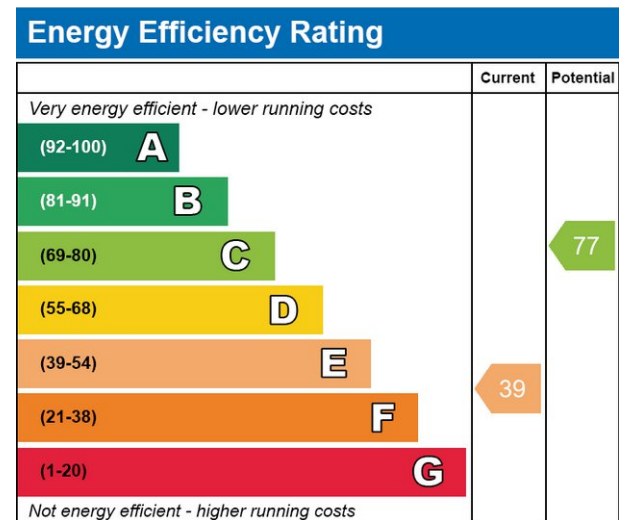 Energy Efficiency Rating
Current Potential
Very energy efficient - lower running costs
(92-100) A
(81-91) B
(69-80) C
77
(55-68) D
(39-54) E
39
(21-38) F
(1-20) G
Not energy efficient - higher running costs